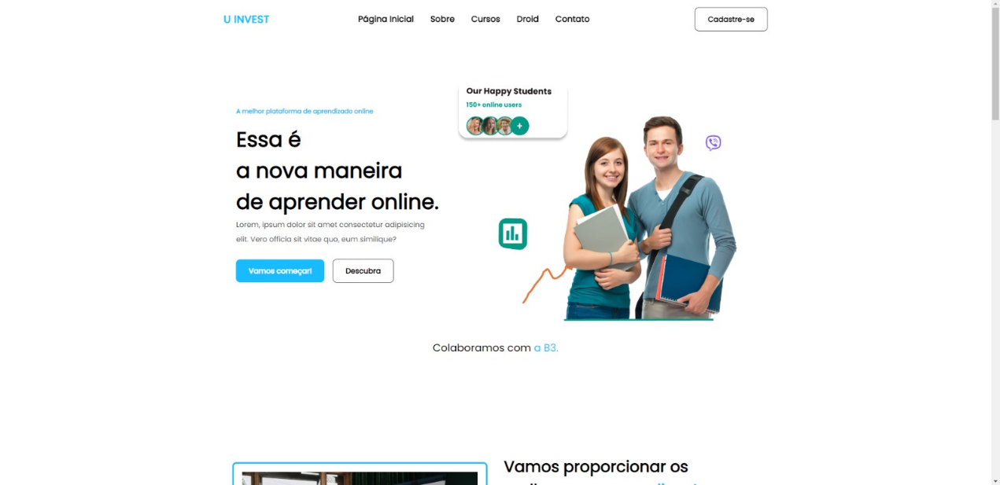 U INVEST
Página Inicial Sobre Cursos Droid Contato
Cadastre-se
A melhor plataforma de aprendizado online
Essa é
a nova maneira
de aprender online.
Lorem, ipsum dolor sit amet consectetur adipisicing
elit. Vero officia sit vitae quo, eum similique?
Vamos começar!
Descubra
Our Happy Students
150+ online users
+
Colaboramos com a B3.
Vamos proporcionar os